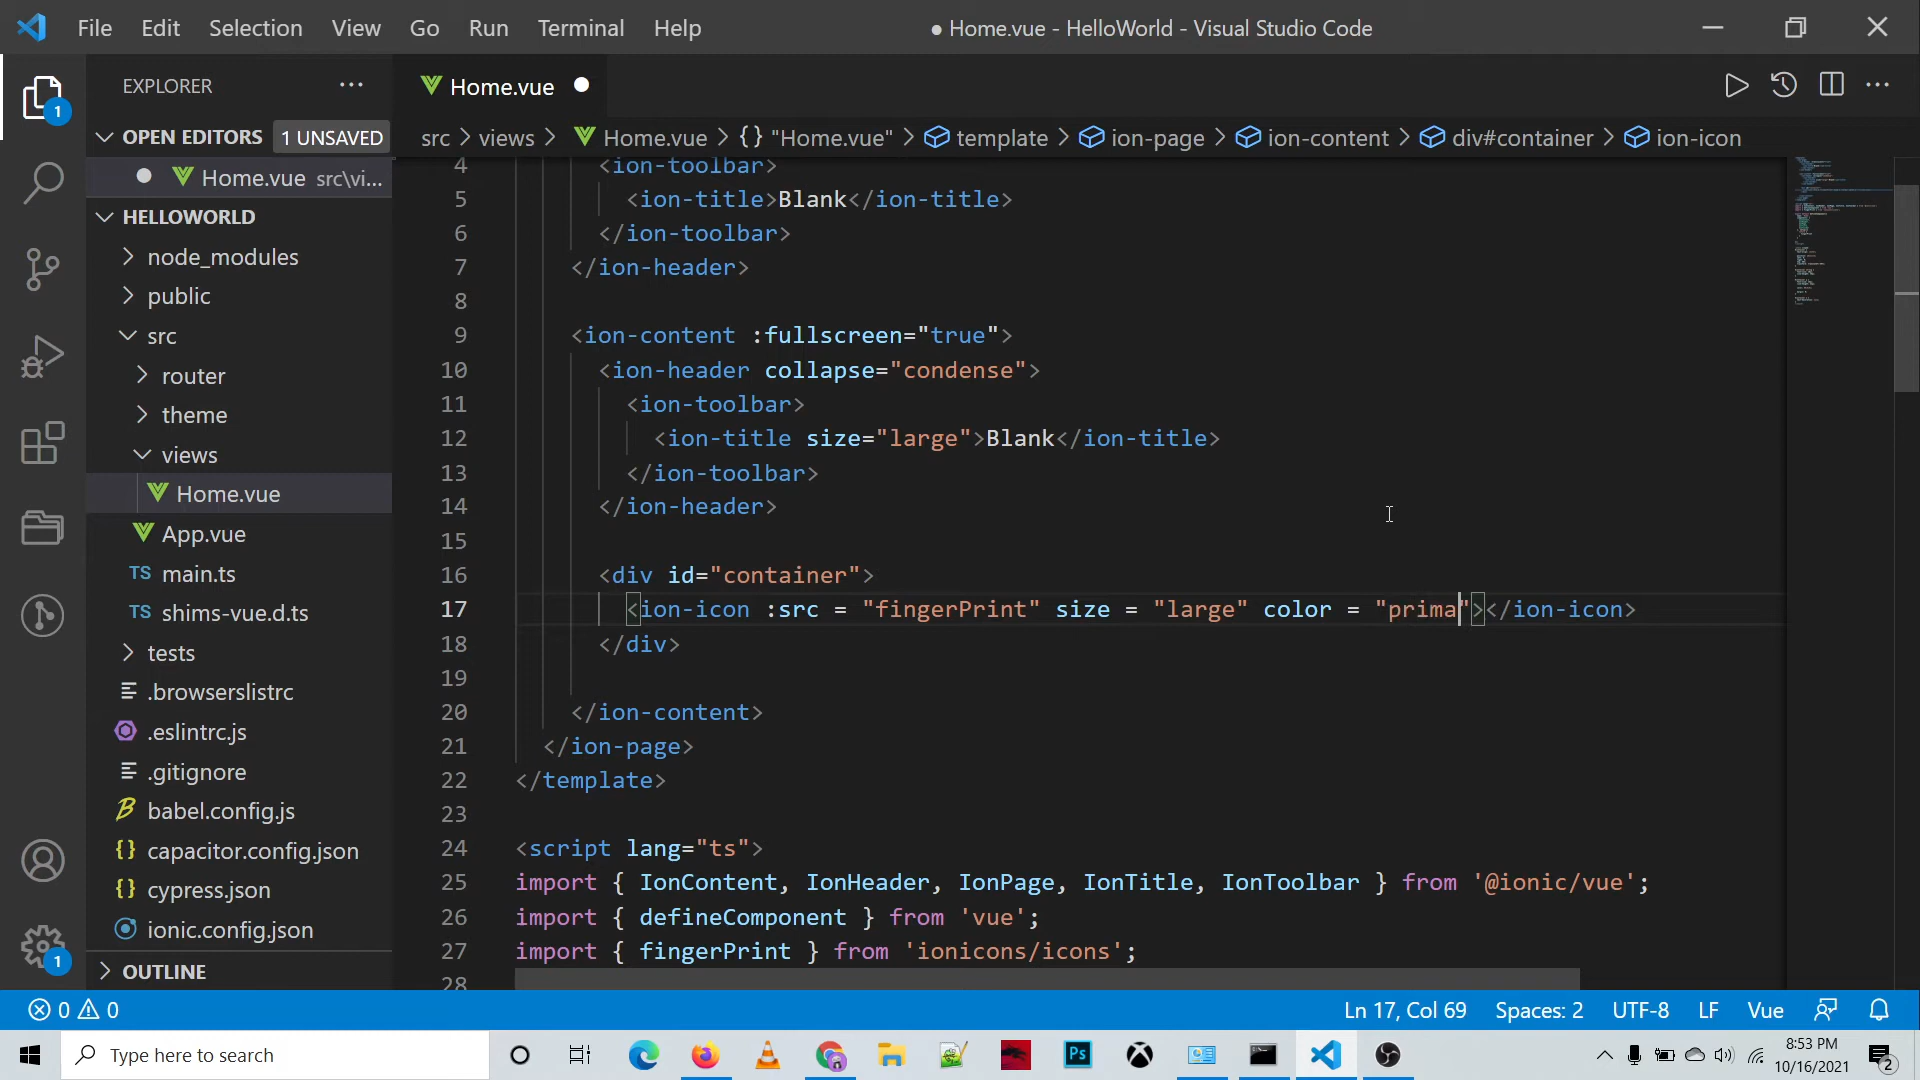 File Edit Selection View Go Run Terminal Help ● Home.vue - HelloWorld - Visual Studio Code
EXPLORER
Home.vue
OPEN EDITORS 1 UNSAVED
Home.vue src\vi...
HELLOWORLD
node_modules
public
src
router
theme
views
Home.vue
App.vue
TS main.ts
TS shims-vue.d.ts
tests
.browserslistrc
.eslintrc.js
.gitignore
babel.config.js
{} capacitor.config.json
{} cypress.json
ionic.config.json
OUTLINE
1
1
src > views > Home.vue > {} "Home.vue" > template > ion-page > ion-content > div#container > ion-icon
4 <ion-toolbar>
5 <ion-title>Blank</ion-title>
6 </ion-toolbar>
7 </ion-header>
8
9 <ion-content :fullscreen="true">
10 <ion-header collapse="condense">
11 <ion-toolbar>
12 <ion-title size="large">Blank</ion-title>
13 </ion-toolbar>
14 </ion-header>
15
16 <div id="container">
17 <ion-icon :src = "fingerPrint" size = "large" color = "prima"></ion-icon>
18 </div>
19
20 </ion-content>
21 </ion-page>
22 </template>
23
24 <script lang="ts">
25 import { IonContent, IonHeader, IonPage, IonTitle, IonToolbar } from '@ionic/vue';
26 import { defineComponent } from 'vue';
27 import { fingerPrint } from 'ionicons/icons';
28
0 0 Ln 17, Col 69 Spaces: 2 UTF-8 LF Vue
Type here to search
Ps
8:53 PM
10/16/2021
2